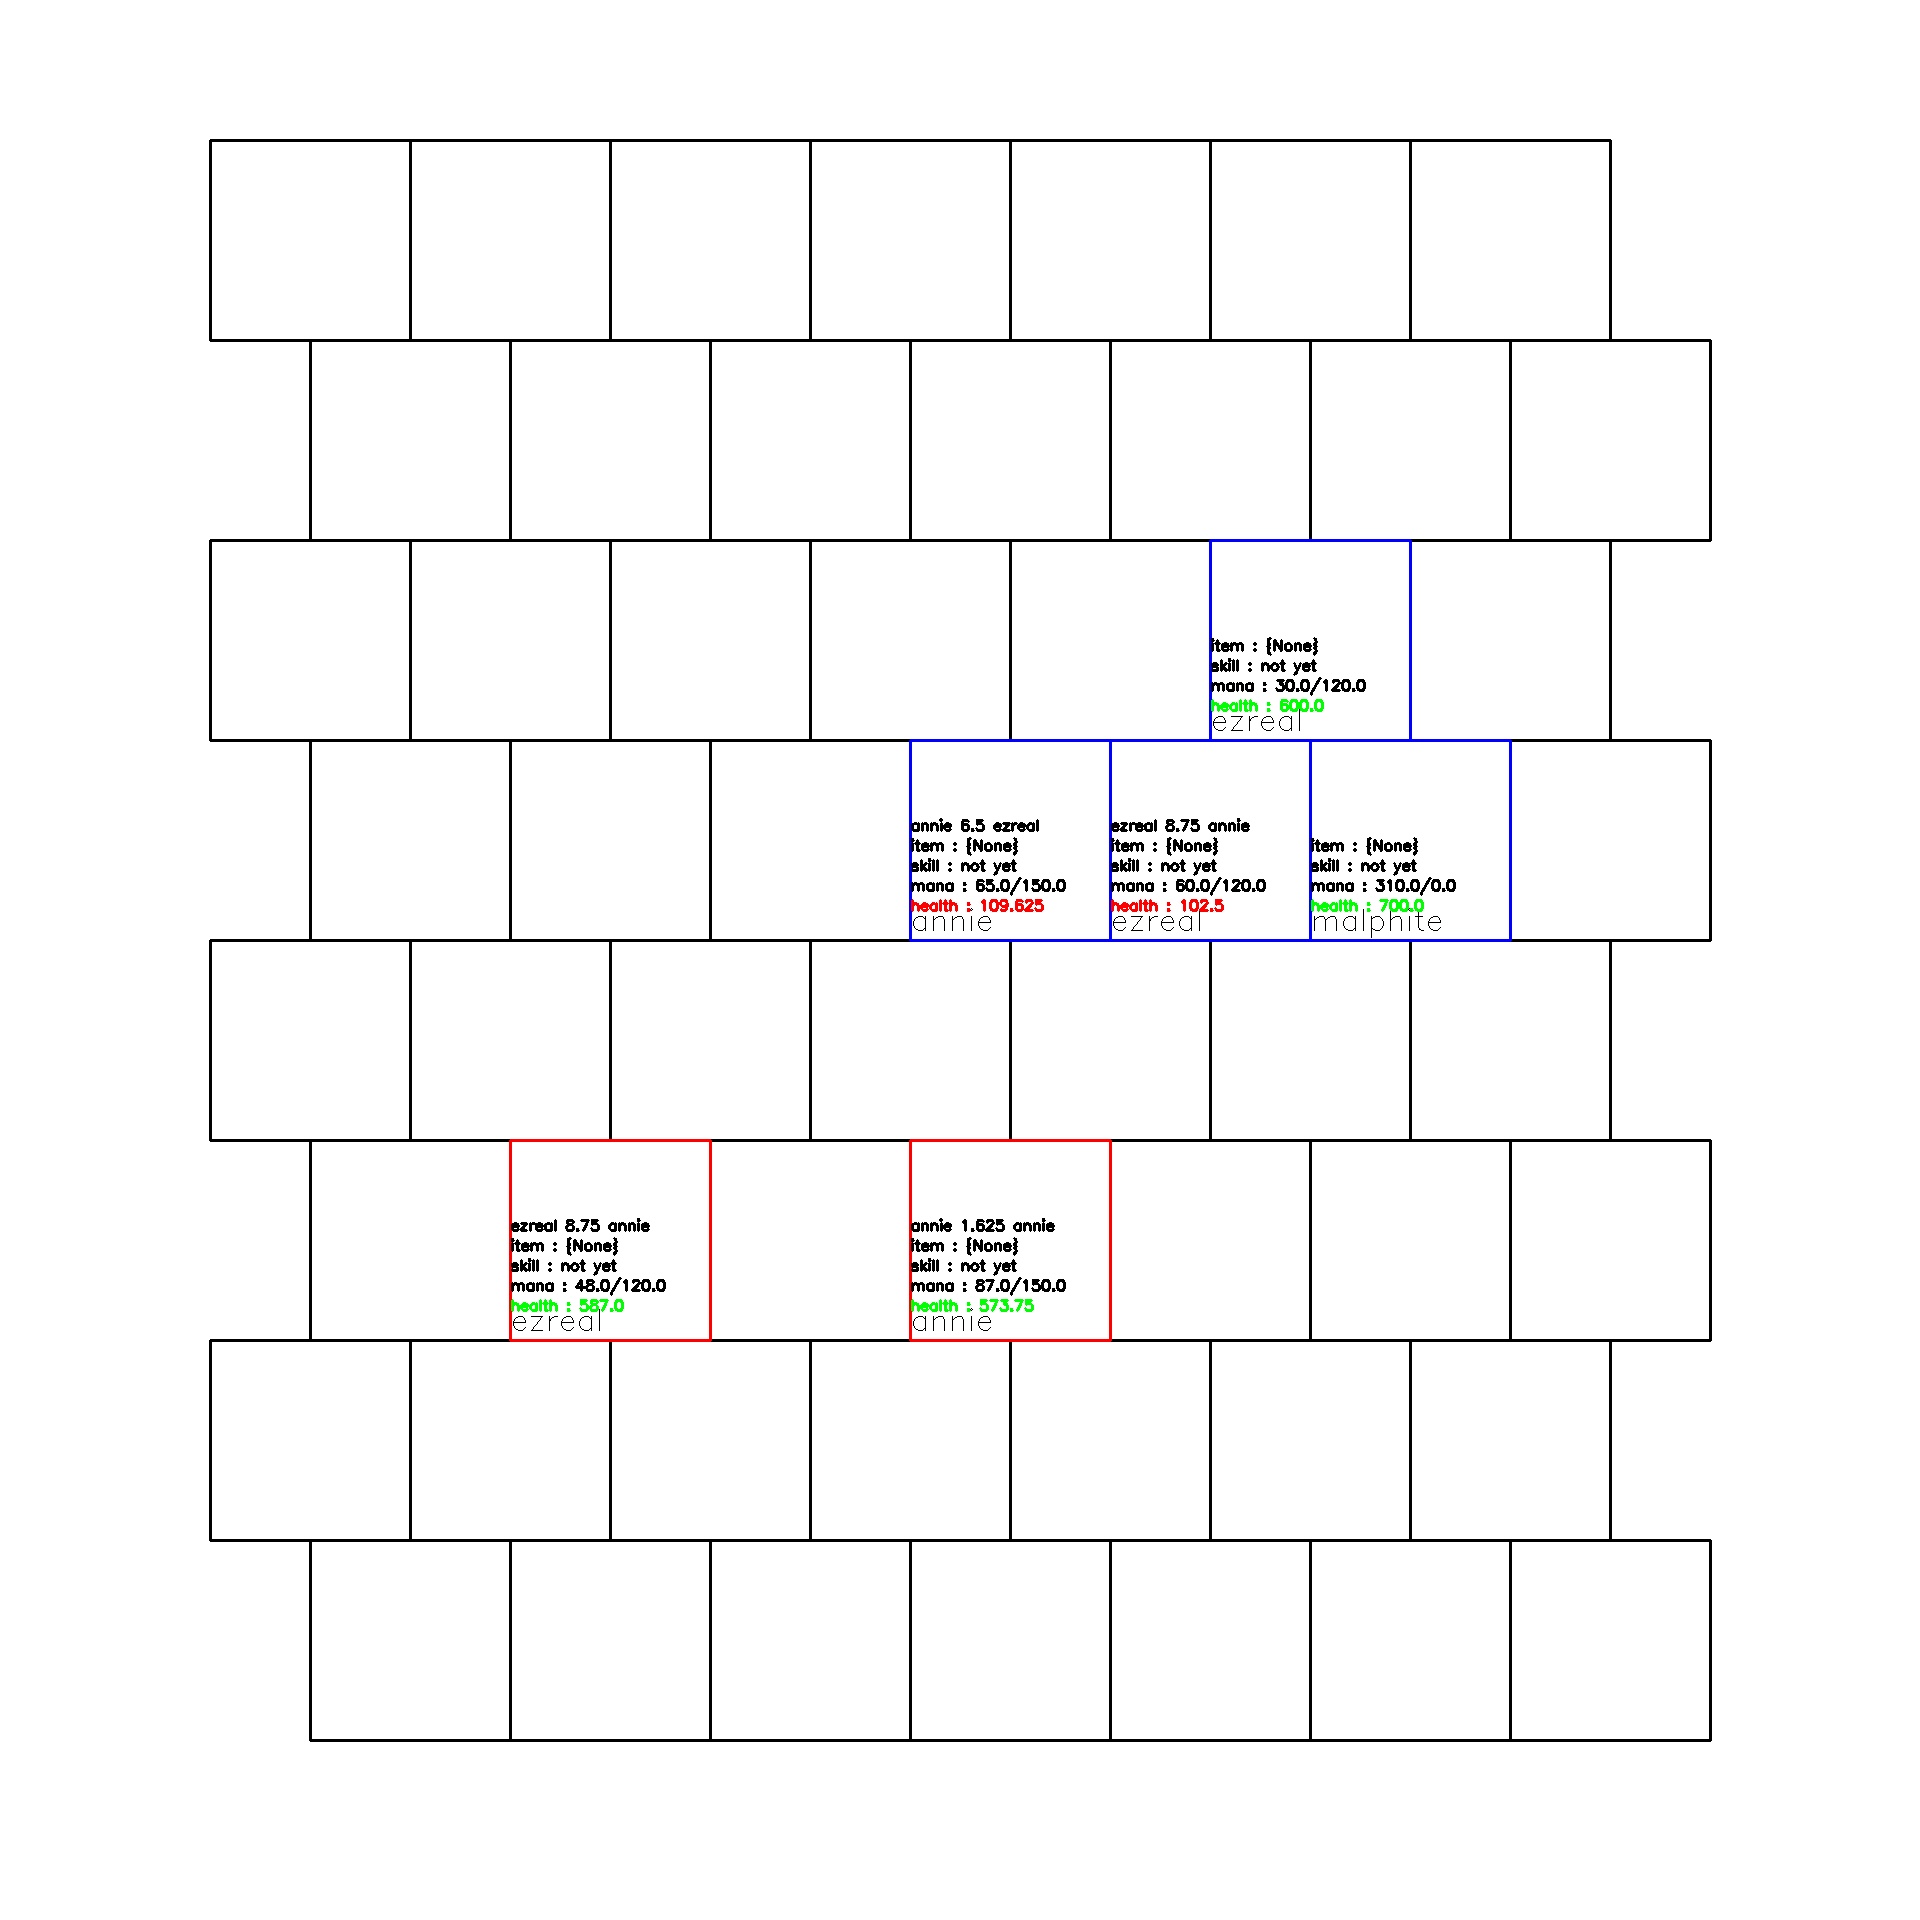 item : {None}
skill : not yet
mana : 30.0/120.0
health : 600.0
ezreal
annie 6.5 ezreal
item : {None}
skill : not yet
mana : 65.0/150.0
health : 109.625
annie
ezreal 8.75 annie
item : {None}
skill : not yet
mana : 60.0/120.0
health : 102.5
ezreal
item : {None}
skill : not yet
mana : 310.0/0.0
health : 700.0
malphite
ezreal 8.75 annie
item : {None}
skill : not yet
mana : 48.0/120.0
health : 587.0
ezreal
annie 1.625 annie
item : {None}
skill : not yet
mana : 87.0/150.0
health : 573.75
annie